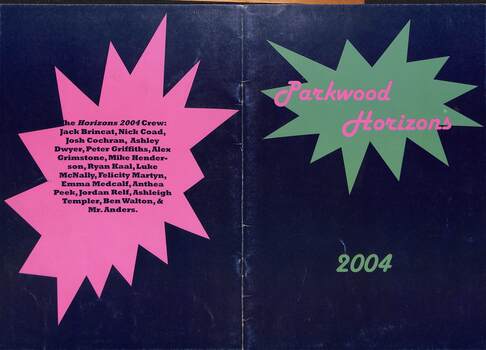 he Horizons 2004 Crew:
Jack Brincat, Nick Coad,
Josh Cochran, Ashley
Dwyer, Peter Griffiths, Alex
Grimstone, Mike Hender-
son, Ryan Kaal, Luke
McNally, Felicity Martyn,
Emma Medcalf, Anthea
Peek, Jordan Relf, Ashleigh
Templer, Ben Walton, &
Mr. Anders.
Parkwood
Horizons
2004